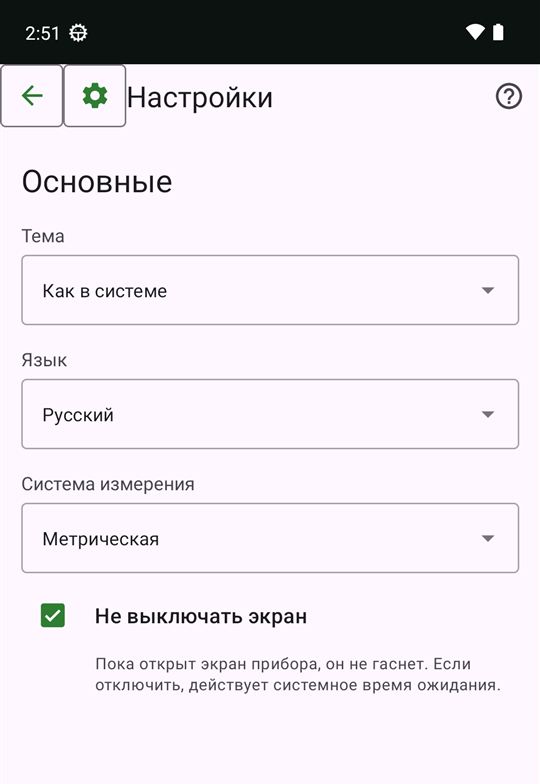 2:51
Настройки
Основные
Тема
Как в системе
Язык
Русский
Система измерения
Метрическая
Не выключать экран
Пока открыт экран прибора, он не гаснет. Если
отключить, действует системное время ожидания.